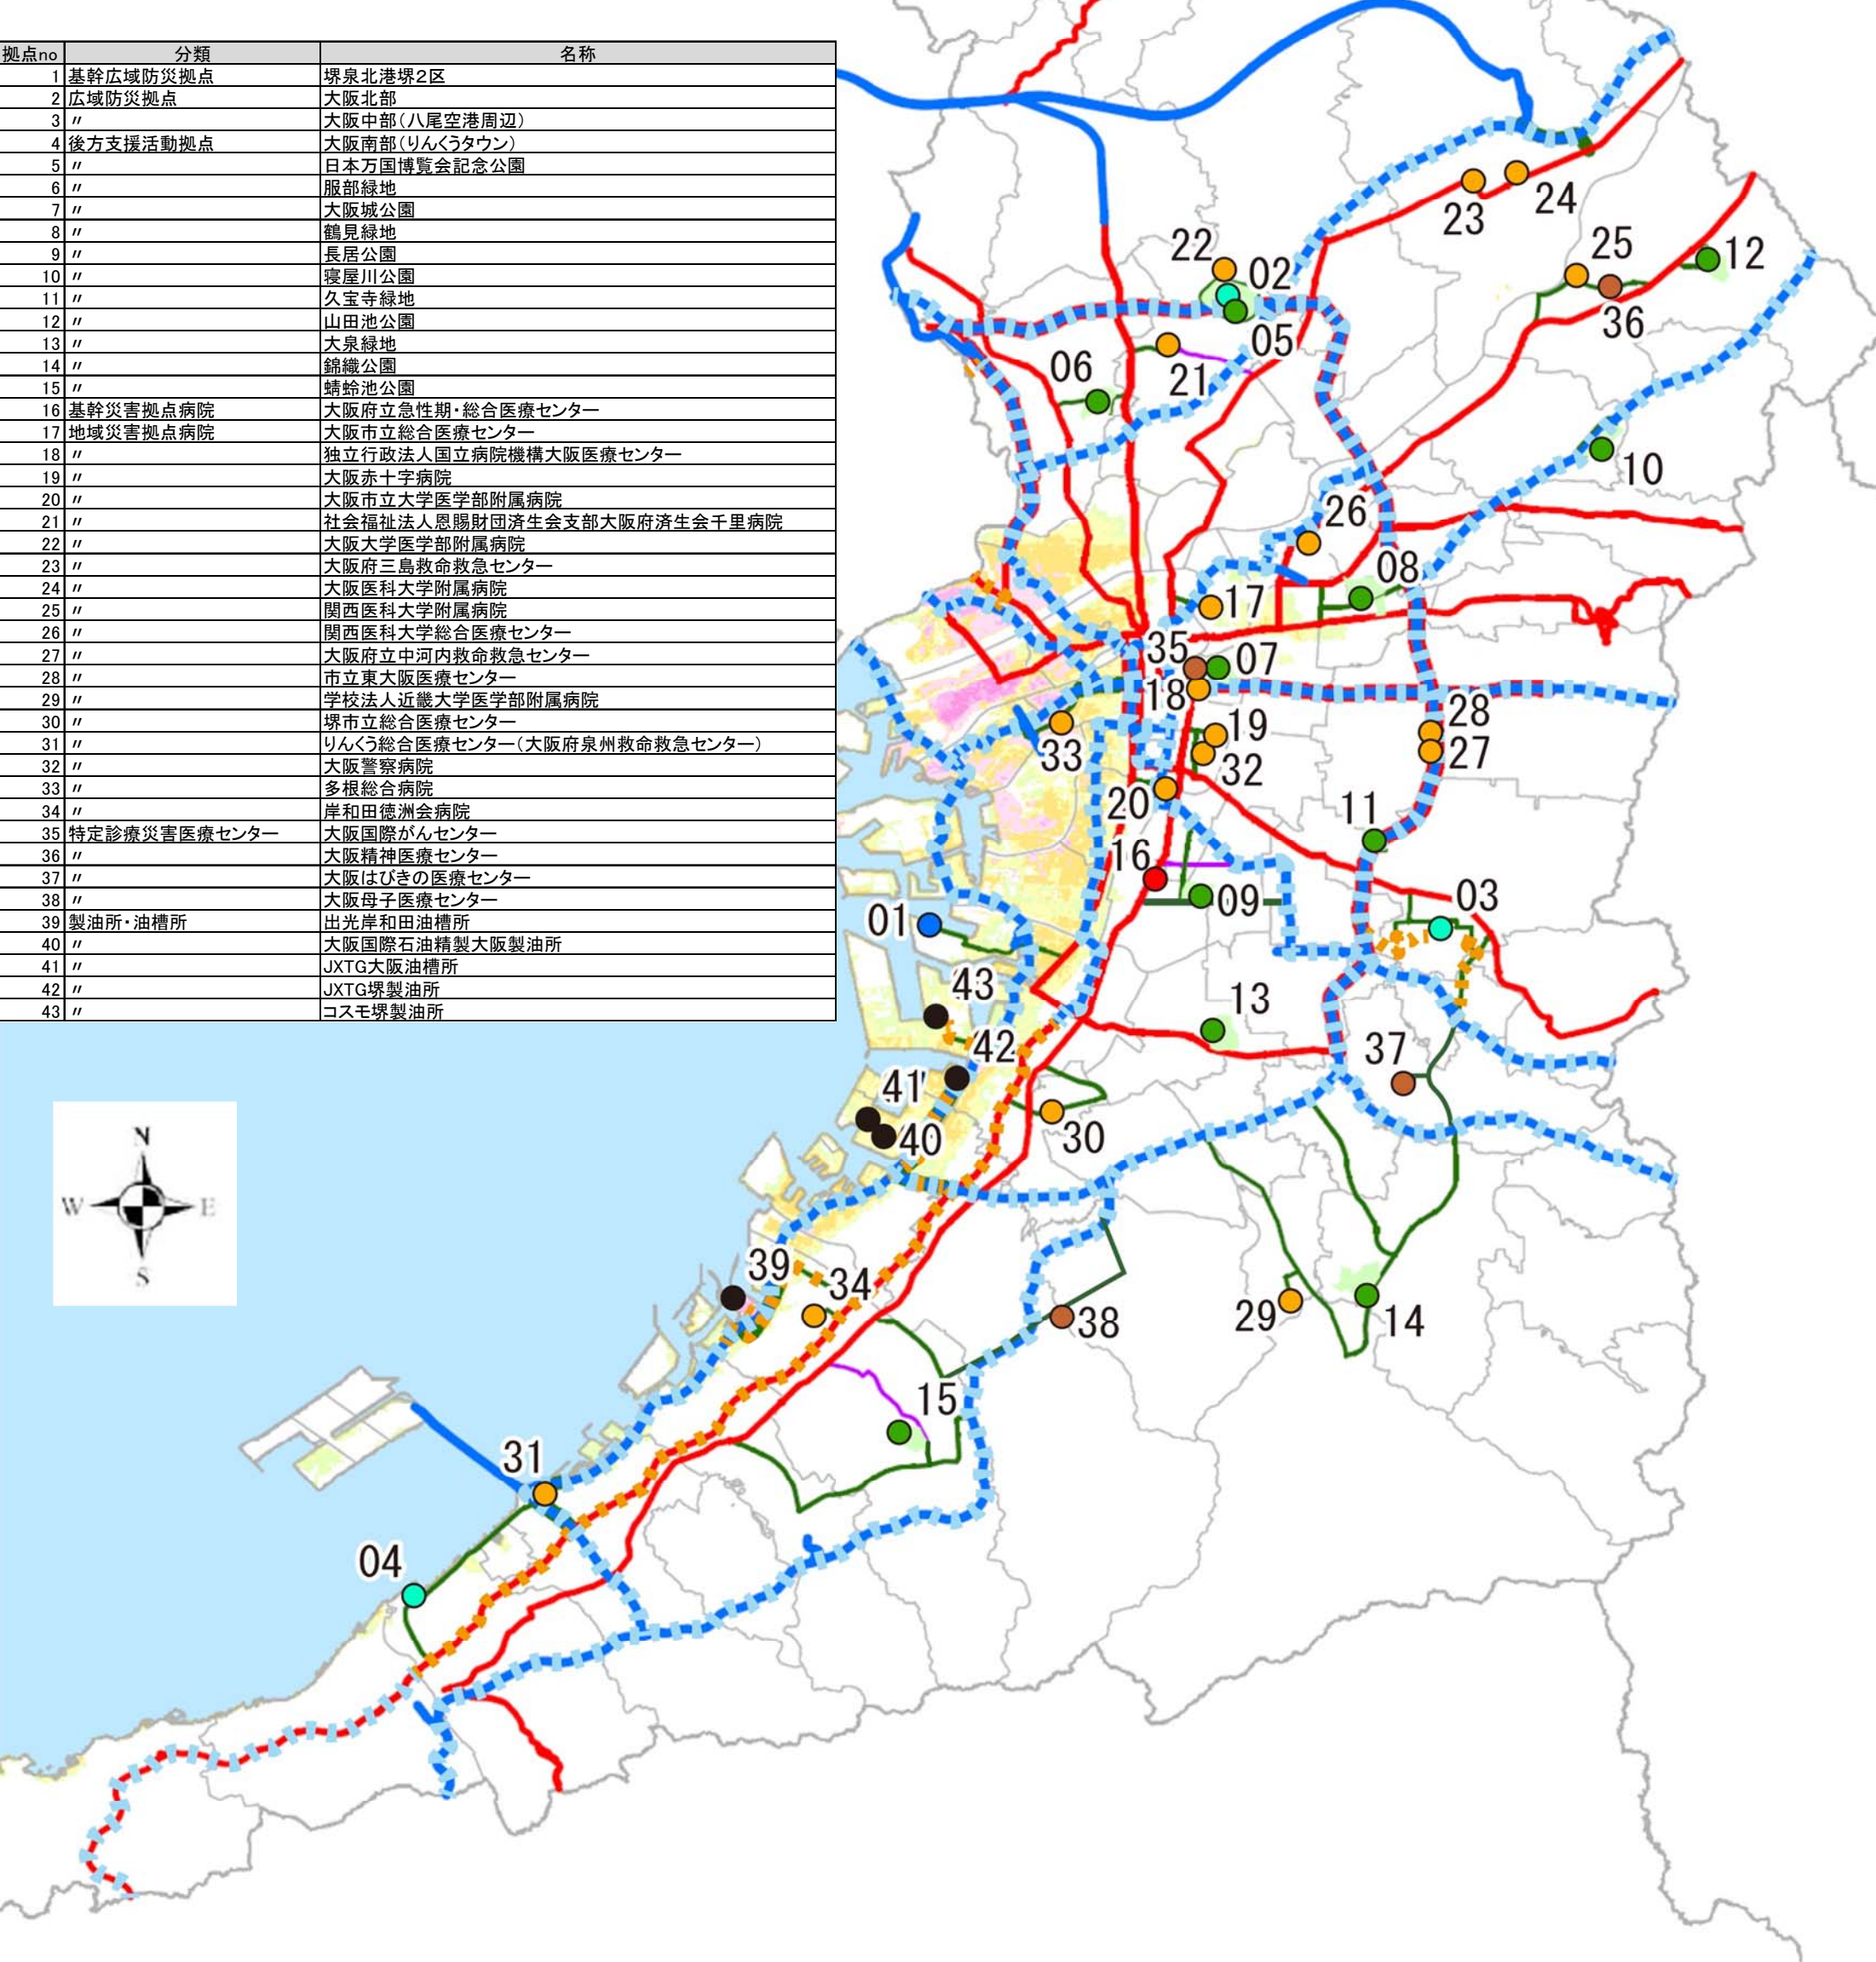 拠点no 分類 名称
1 基幹広域防災拠点 堺泉北港堺2区
2 広域防災拠点 大阪北部
3 〃 大阪中部(八尾空港周辺)
4 後方支援活動拠点 大阪南部(りんくうタウン)
5 〃 日本万国博覧会記念公園
6 〃 服部緑地
7 〃 大阪城公園
8 〃 鶴見緑地
9 〃 長居公園
10 〃 寝屋川公園
11 〃 久宝寺緑地
12 〃 山田池公園
13 〃 大泉緑地
14 〃 錦織公園
15 〃 蜻蛉池公園
16 基幹災害拠点病院 大阪府立急性期・総合医療センター
17 地域災害拠点病院 大阪市立総合医療センター
18 〃 独立行政法人国立病院機構大阪医療センター
19 〃 大阪赤十字病院
20 〃 大阪市立大学医学部附属病院
21 〃 社会福祉法人恩賜財団済生会支部大阪府済生会千里病院
22 〃 大阪大学医学部附属病院
23 〃 大阪府三島救命救急センター
24 〃 大阪医科大学附属病院
25 〃 関西医科大学附属病院
26 〃 関西医科大学総合医療センター
27 〃 大阪府立中河内救命救急センター
28 〃 市立東大阪医療センター
29 〃 学校法人近畿大学医学部附属病院
30 〃 堺市立総合医療センター
31 〃 りんくう総合医療センター(大阪府泉州救命救急センター)
32 〃 大阪警察病院
33 〃 多根総合病院
34 〃 岸和田徳洲会病院
35 特定診療災害医療センター 大阪国際がんセンター
36 〃 大阪精神医療センター
37 〃 大阪はびきの医療センター
38 〃 大阪母子医療センター
39 製油所・油槽所 出光岸和田油槽所
40 〃 大阪国際石油精製大阪製油所
41 〃 JXTG大阪油槽所
42 〃 JXTG堺製油所
43 〃 コスモ堺製油所
24
23
22
25
12
02
36
05
06
21
10
26
08
17
35
07
18
28
19
33
27
32
20
11
16
03
09
01
43
13
42
37
41
40
30
39
34
29
14
38
15
31
04
N
W
E
S